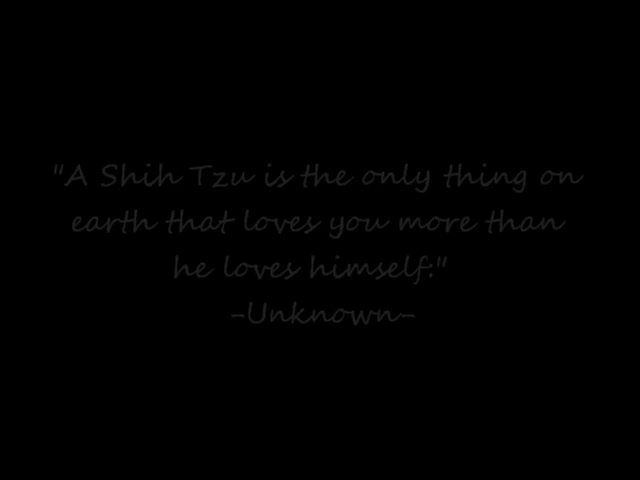 "A Shih Tzu is the only thing on
earth that loves you more than
he loves himself."
-Unknown-